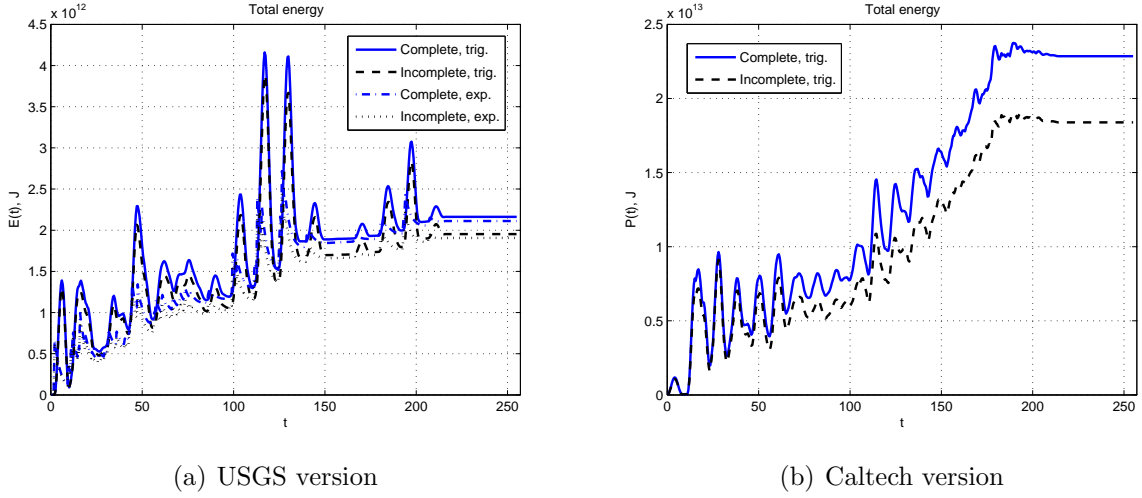 x 10^12
Total energy
4.5
4
3.5
3
2.5
2
1.5
1
0.5
0
0
50
100
150
200
250
E(t), J
t
Complete, trig.
Incomplete, trig.
Complete, exp.
Incomplete, exp.
(a) USGS version
x 10^13
Total energy
2.5
2
1.5
1
0.5
0
0
50
100
150
200
250
P(t), J
t
Complete, trig.
Incomplete, trig.
(b) Caltech version